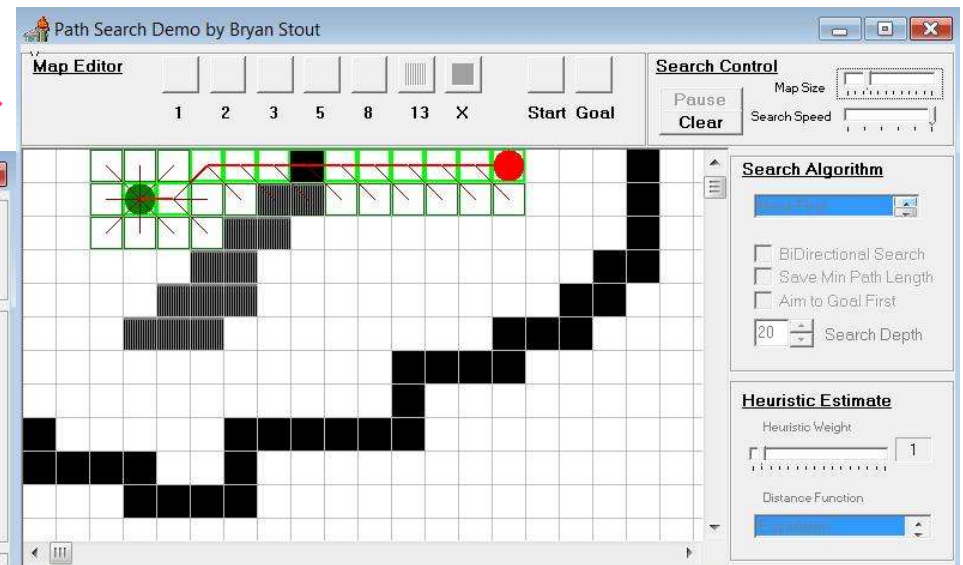 Path Search Demo by Bryan Stout
Map Editor
1 2 3 5 8 13 X Start Goal
Search Control
Map Size
Pause
Clear
Search Speed
Search Algorithm
BiDirectional Search
Save Min Path Length
Aim to Goal First
20 Search Depth
Heuristic Estimate
Heuristic Weight
1
Distance Function